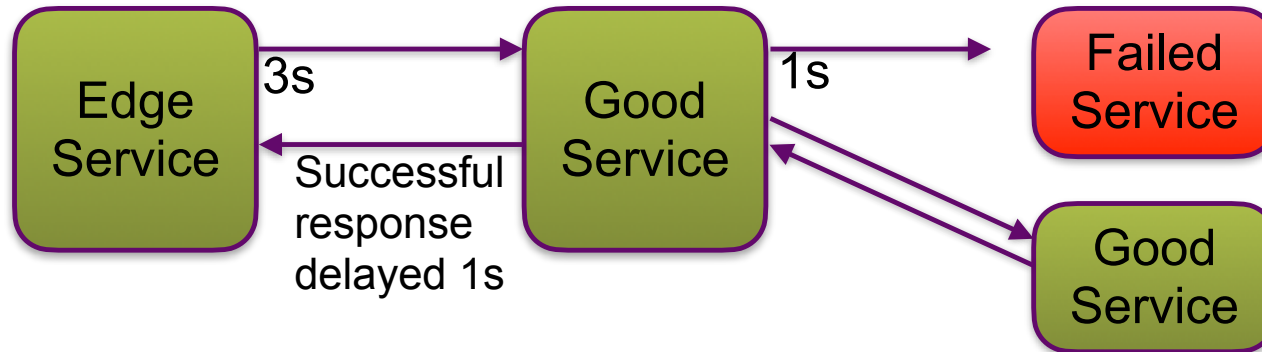 Edge
Service
3s
Successful
response
delayed 1s
Good
Service
1s
Failed
Service
Good
Service